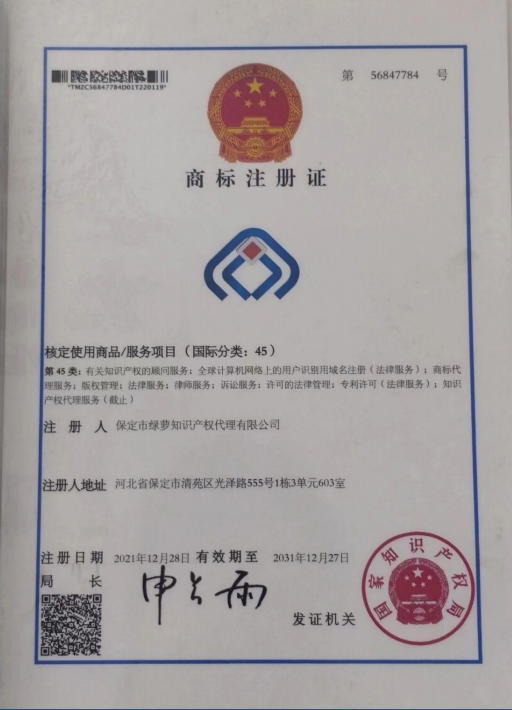 第 56847784 号
*TMZC56847784D01Y220119*
商标注册证
核定使用商品/服务项目（国际分类：45）
第45类：有关知识产权的顾问服务；全球计算机网络上的用户识别用域名注册（法律服务）；商标代
理服务；版权管理；法律服务；律师服务；诉讼服务；许可的法律管理；专利许可（法律服务）；知识
产权代理服务（截止）
注册人 保定市绿萝知识产权代理有限公司
注册人地址 河北省保定市清苑区光泽路555号1栋3单元603室
注册日期 2021年12月28日 有效期至 2031年12月27日
局长 申长雨
发证机关
国家知识产权局